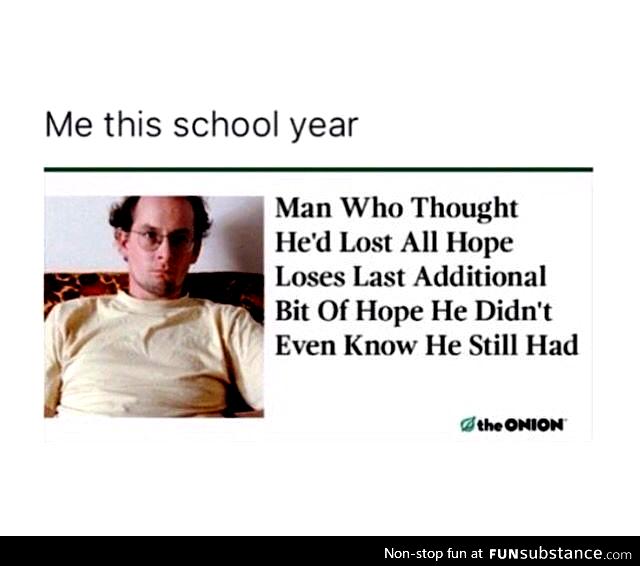 Me this school year
Man Who Thought
He'd Lost All Hope
Loses Last Additional
Bit Of Hope He Didn't
Even Know He Still Had
the ONION
Non-stop fun at FUNsubstance.com